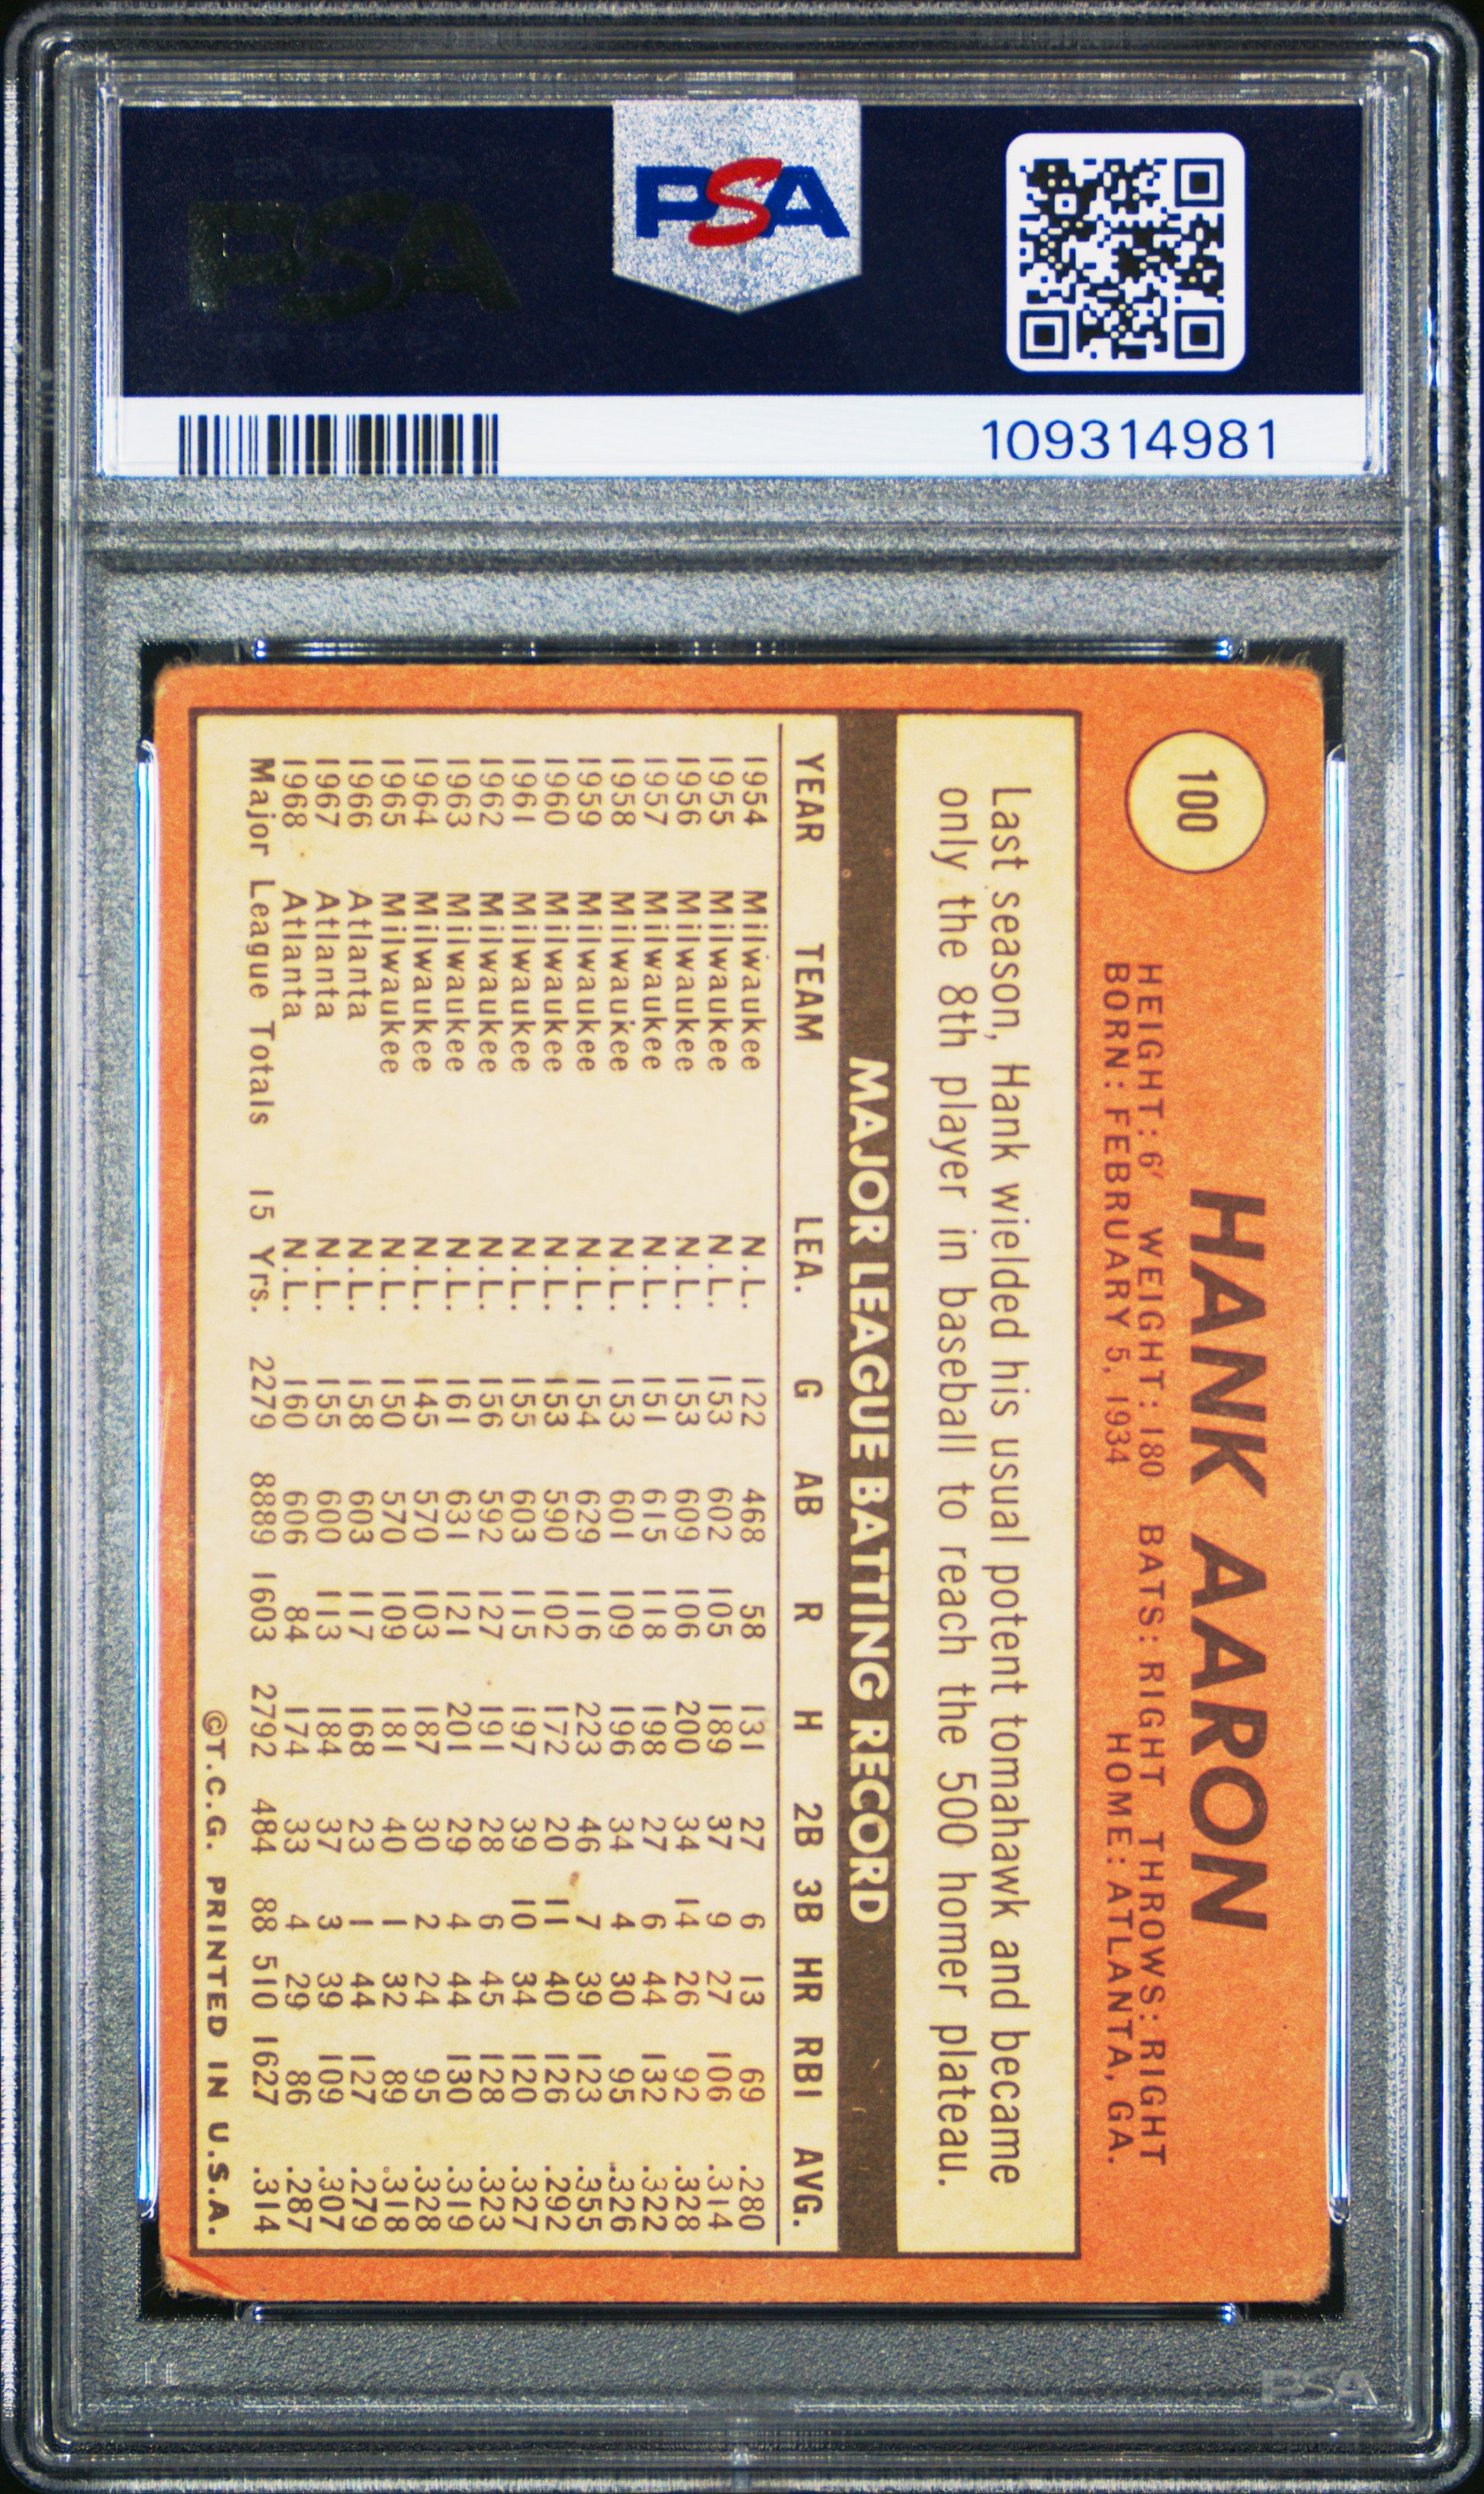 PSA
PSA
109314981
100
HANK AARON
HEIGHT: 6' WEIGHT: 180 BATS: RIGHT THROWS: RIGHT
BORN: FEBRUARY 5, 1934 HOME: ATLANTA, GA.
Last season, Hank wielded his usual potent tomahawk and became
only the 8th player in baseball to reach the 500 homer plateau.
MAJOR LEAGUE BATTING RECORD
YEAR TEAM LEA. G AB R H 2B 3B HR RBI AVG.
1954 Milwaukee N.L. 122 468 58 131 27 6 13 69 .280
1955 Milwaukee N.L. 153 602 105 189 37 9 27 106 .314
1956 Milwaukee N.L. 153 609 106 200 34 14 26 92 .328
1957 Milwaukee N.L. 151 615 118 198 27 6 44 132 .322
1958 Milwaukee N.L. 153 601 109 196 34 4 30 95 .326
1959 Milwaukee N.L. 154 629 116 223 46 7 39 123 .355
1960 Milwaukee N.L. 153 590 102 172 20 11 40 126 .292
1961 Milwaukee N.L. 155 603 115 197 39 10 34 120 .327
1962 Milwaukee N.L. 156 592 127 191 28 6 45 128 .323
1963 Milwaukee N.L. 161 631 121 201 29 4 44 130 .319
1964 Milwaukee N.L. 145 570 103 187 30 2 24 95 .328
1965 Milwaukee N.L. 150 570 109 181 40 1 32 89 .318
1966 Atlanta N.L. 158 603 117 168 23 1 44 127 .279
1967 Atlanta N.L. 155 600 113 184 37 3 39 109 .307
1968 Atlanta N.L. 160 606 84 174 33 4 29 86 .287
Major League Totals 15 Yrs. 2279 8889 1603 2792 484 88 510 1627 .314
©T.C.G. PRINTED IN U.S.A.
PSA